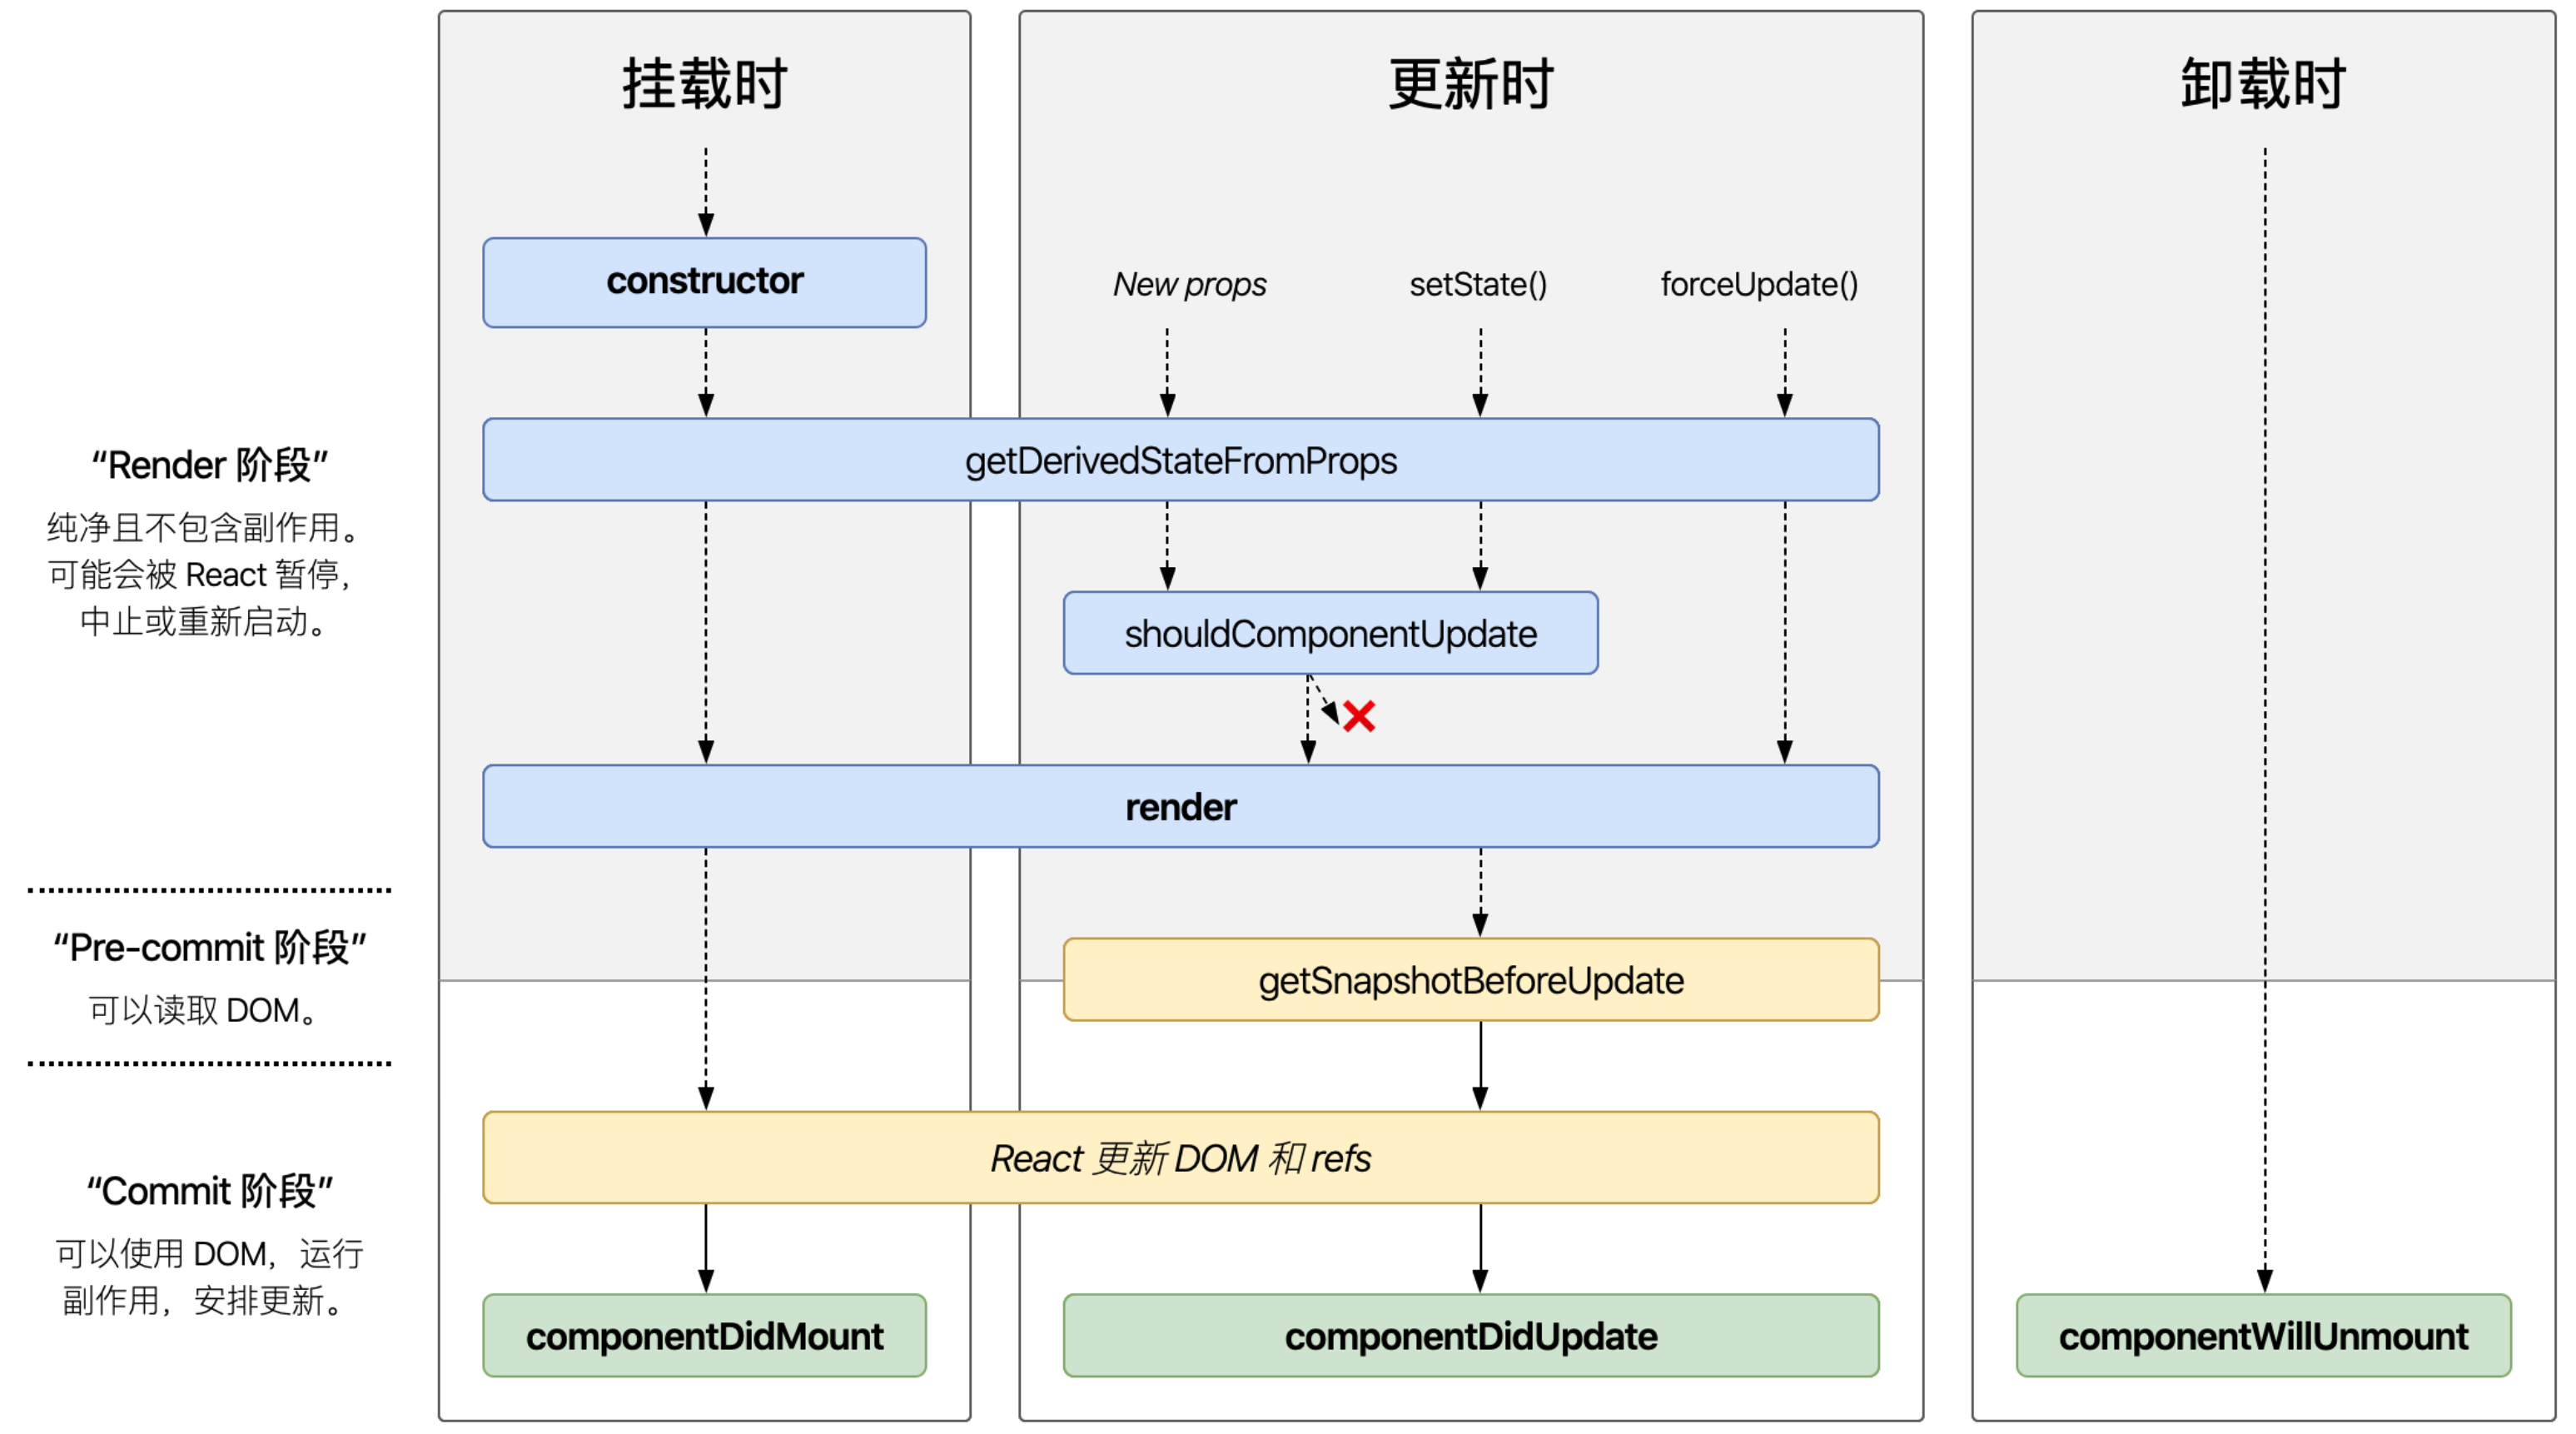 挂载时
更新时
卸载时
constructor
New props
setState()
forceUpdate()
getDerivedStateFromProps
“Render 阶段”
纯净且不包含副作用。
可能会被 React 暂停，
中止或重新启动。
shouldComponentUpdate
render
“Pre-commit 阶段”
可以读取 DOM。
getSnapshotBeforeUpdate
React 更新 DOM 和 refs
“Commit 阶段”
可以使用 DOM，运行
副作用，安排更新。
componentDidMount
componentDidUpdate
componentWillUnmount